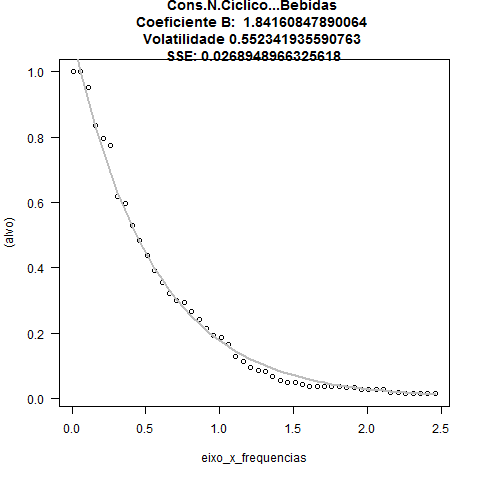 Cons.N.Ciclico...Bebidas
Coeficiente B:  1.84160847890064
Volatilidade 0.552341935590763
SSE: 0.0268948966325618
1.0
0.8
0.6
0.4
0.2
0.0
(alvo)
0.0 0.5 1.0 1.5 2.0 2.5
eixo_x_frequencias